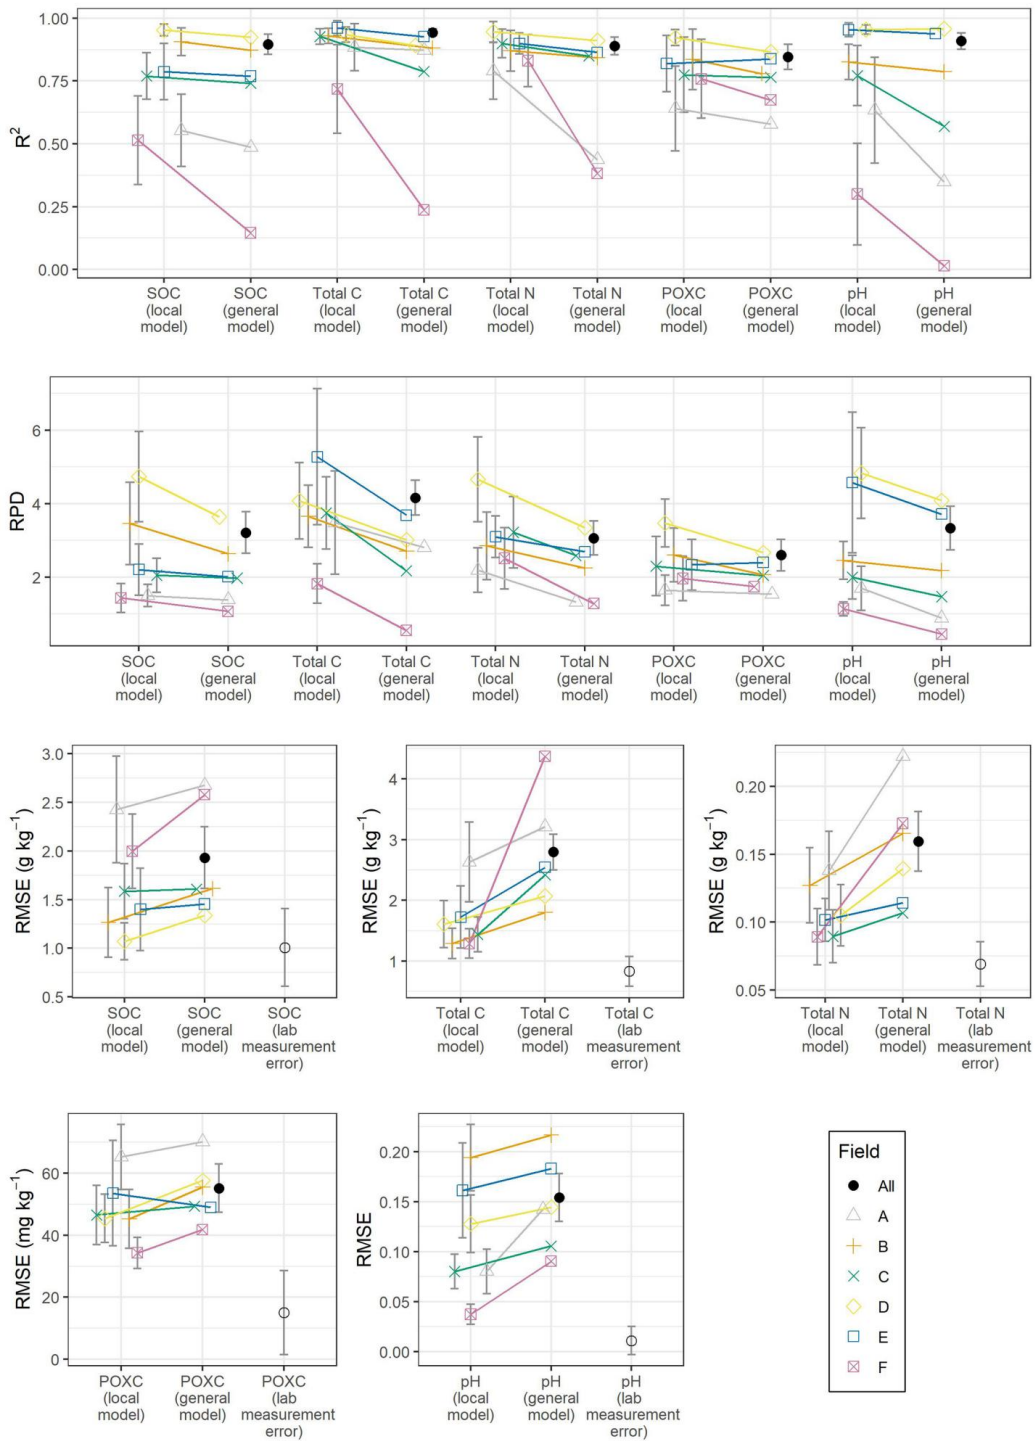 1.00
0.75
0.50
0.25
0.00
R²
SOC SOC Total C Total C Total N Total N POXC POXC pH pH
(local (general (local (general (local (general (local (general (local (general
model) model) model) model) model) model) model) model) model) model)
6
4
2
RPD
SOC SOC Total C Total C Total N Total N POXC POXC pH pH
(local (general (local (general (local (general (local (general (local (general
model) model) model) model) model) model) model) model) model) model)
3.0
2.5
2.0
1.5
1.0
0.5
RMSE (g kg⁻¹)
SOC SOC SOC
(local (general (lab
model) model) measurement
error)
4
3
2
1
RMSE (g kg⁻¹)
Total C Total C Total C
(local (general (lab
model) model) measurement
error)
0.20
0.15
0.10
0.05
RMSE (g kg⁻¹)
Total N Total N Total N
(local (general (lab
model) model) measurement
error)
60
40
20
0
RMSE (mg kg⁻¹)
POXC POXC POXC
(local (general (lab
model) model) measurement
error)
0.20
0.15
0.10
0.05
0.00
RMSE
pH pH pH
(local (general (lab
model) model) measurement
error)
Field
All
A
B
C
D
E
F